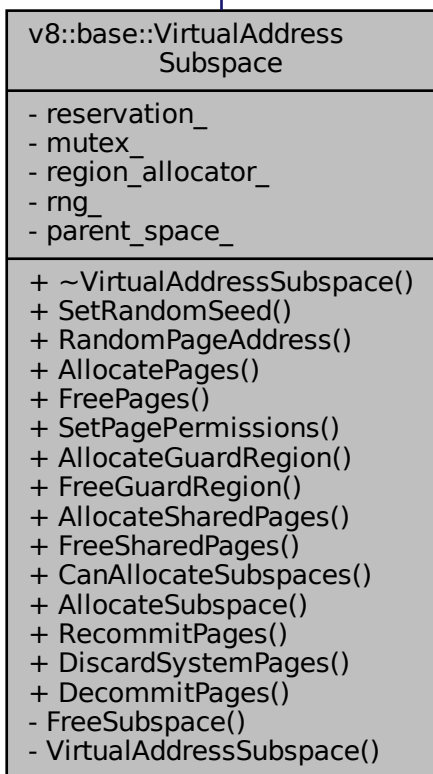 v8::base::VirtualAddress
Subspace
- reservation_
- mutex_
- region_allocator_
- rng_
- parent_space_
+ ~VirtualAddressSubspace()
+ SetRandomSeed()
+ RandomPageAddress()
+ AllocatePages()
+ FreePages()
+ SetPagePermissions()
+ AllocateGuardRegion()
+ FreeGuardRegion()
+ AllocateSharedPages()
+ FreeSharedPages()
+ CanAllocateSubspaces()
+ AllocateSubspace()
+ RecommitPages()
+ DiscardSystemPages()
+ DecommitPages()
- FreeSubspace()
- VirtualAddressSubspace()